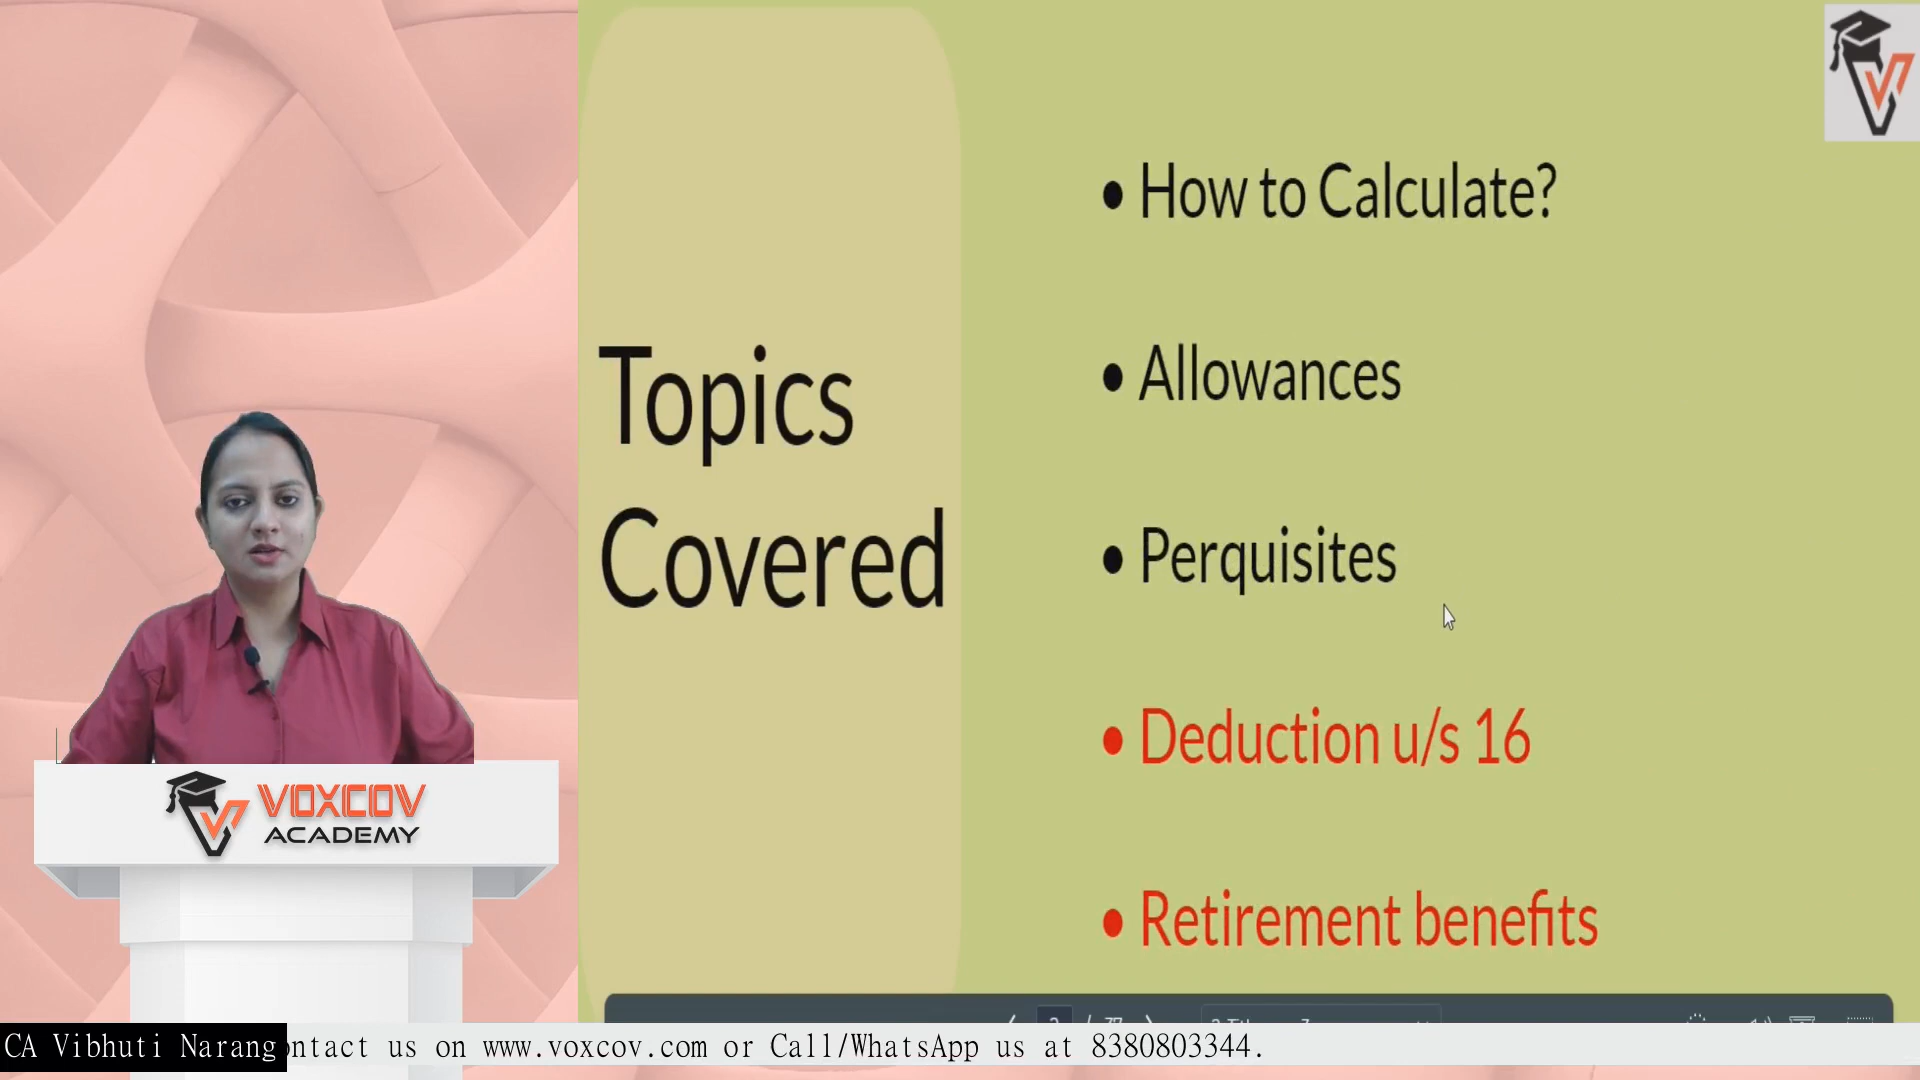 Topics
Covered
• How to Calculate?
• Allowances
• Perquisites
• Deduction u/s 16
• Retirement benefits
VOXCOV
ACADEMY
CA Vibhuti Narang
ntact us on www.voxcov.com or Call/WhatsApp us at 8380803344.